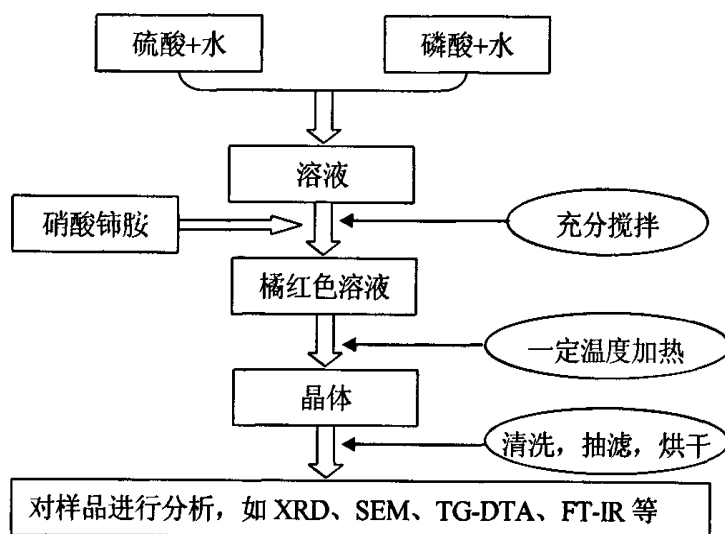 硫酸+水
磷酸+水
溶液
硝酸铈胺
充分搅拌
橘红色溶液
一定温度加热
晶体
清洗，抽滤，烘干
对样品进行分析，如 XRD、SEM、TG-DTA、FT-IR 等